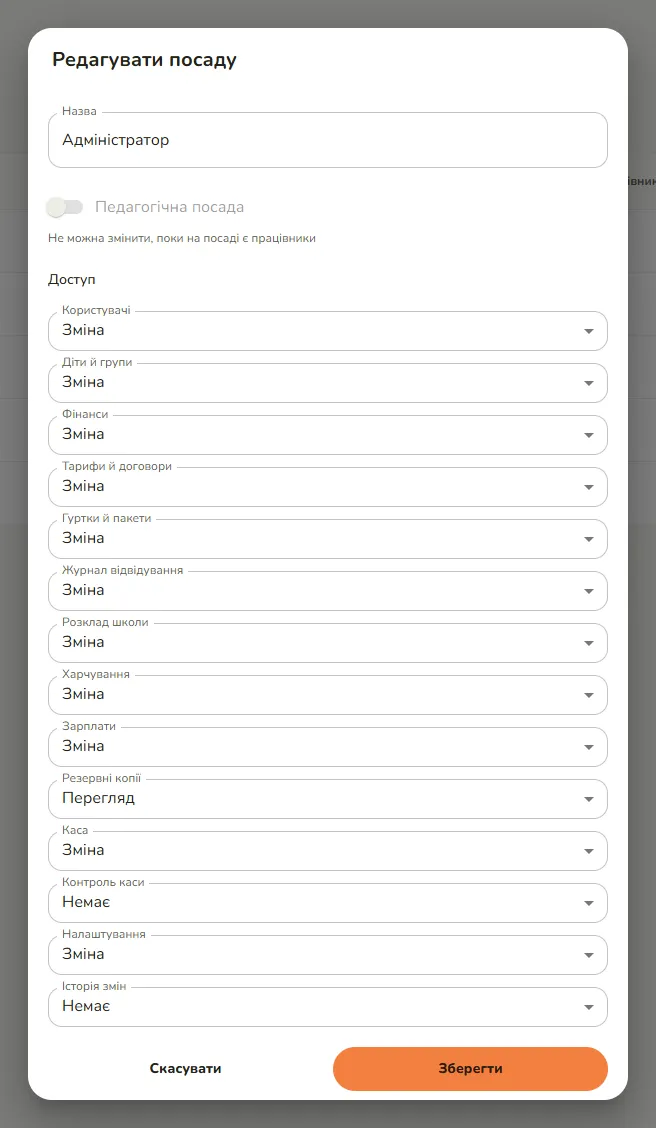 Редагувати посаду
Назва
Адміністратор
Педагогічна посада
Не можна змінити, поки на посаді є працівники
Доступ
Користувачі
Зміна
Діти й групи
Зміна
Фінанси
Зміна
Тарифи й договори
Зміна
Гуртки й пакети
Зміна
Журнал відвідування
Зміна
Розклад школи
Зміна
Харчування
Зміна
Зарплати
Зміна
Резервні копії
Перегляд
Каса
Зміна
Контроль каси
Немає
Налаштування
Зміна
Історія змін
Немає
Скасувати
Зберегти